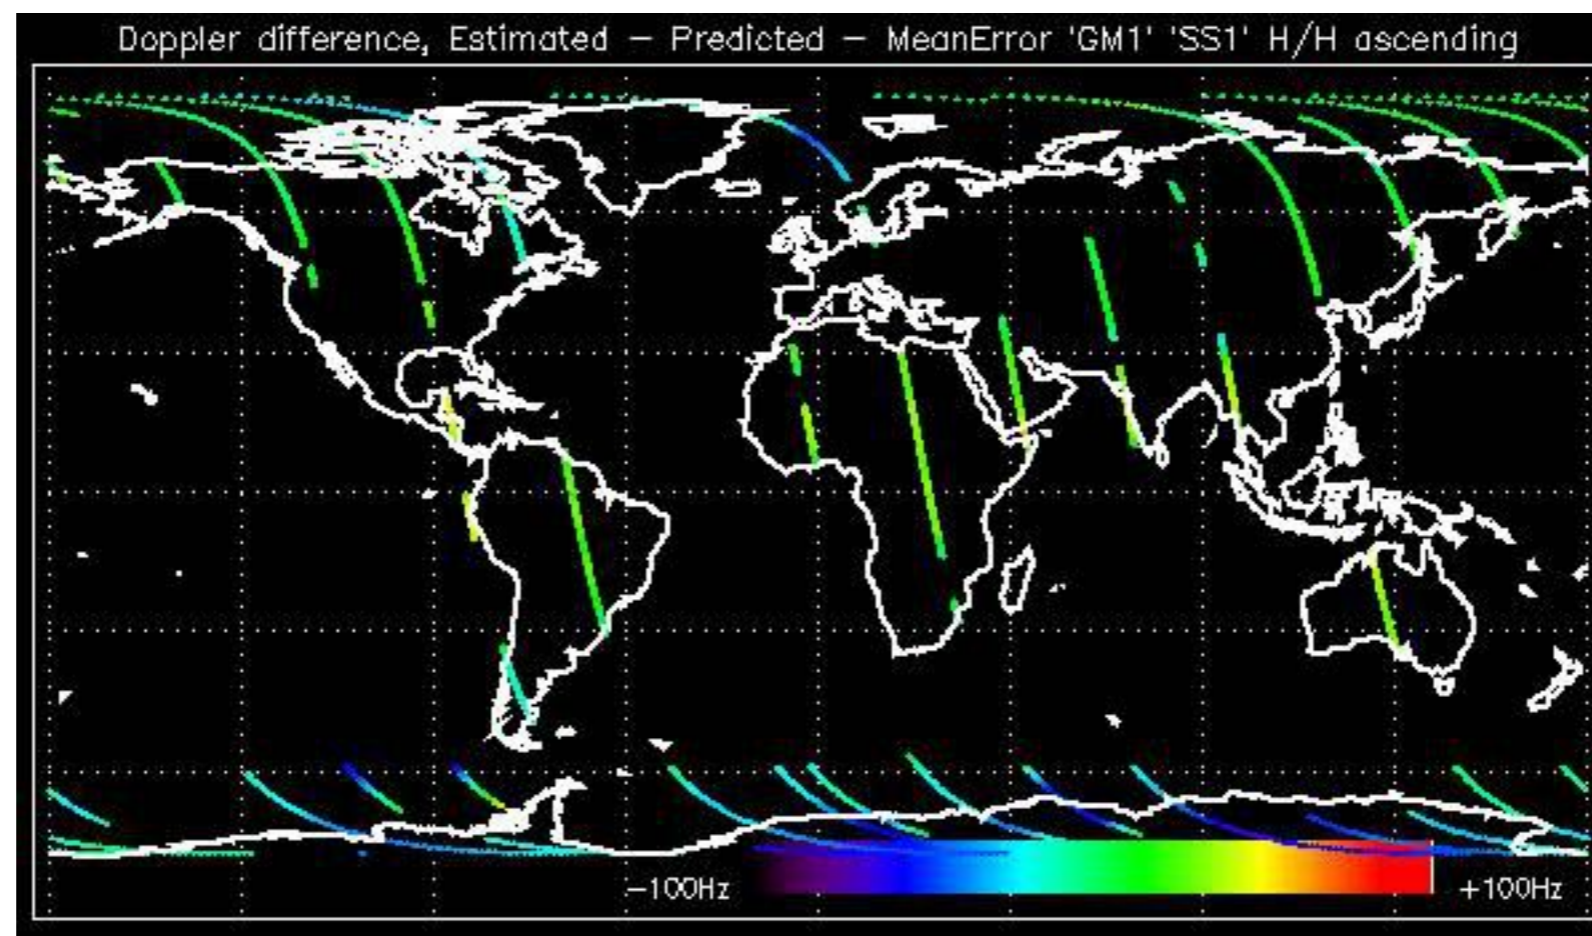 Doppler difference, Estimated – Predicted – MeanError 'GM1' 'SS1' H/H ascending
–100Hz
+100Hz